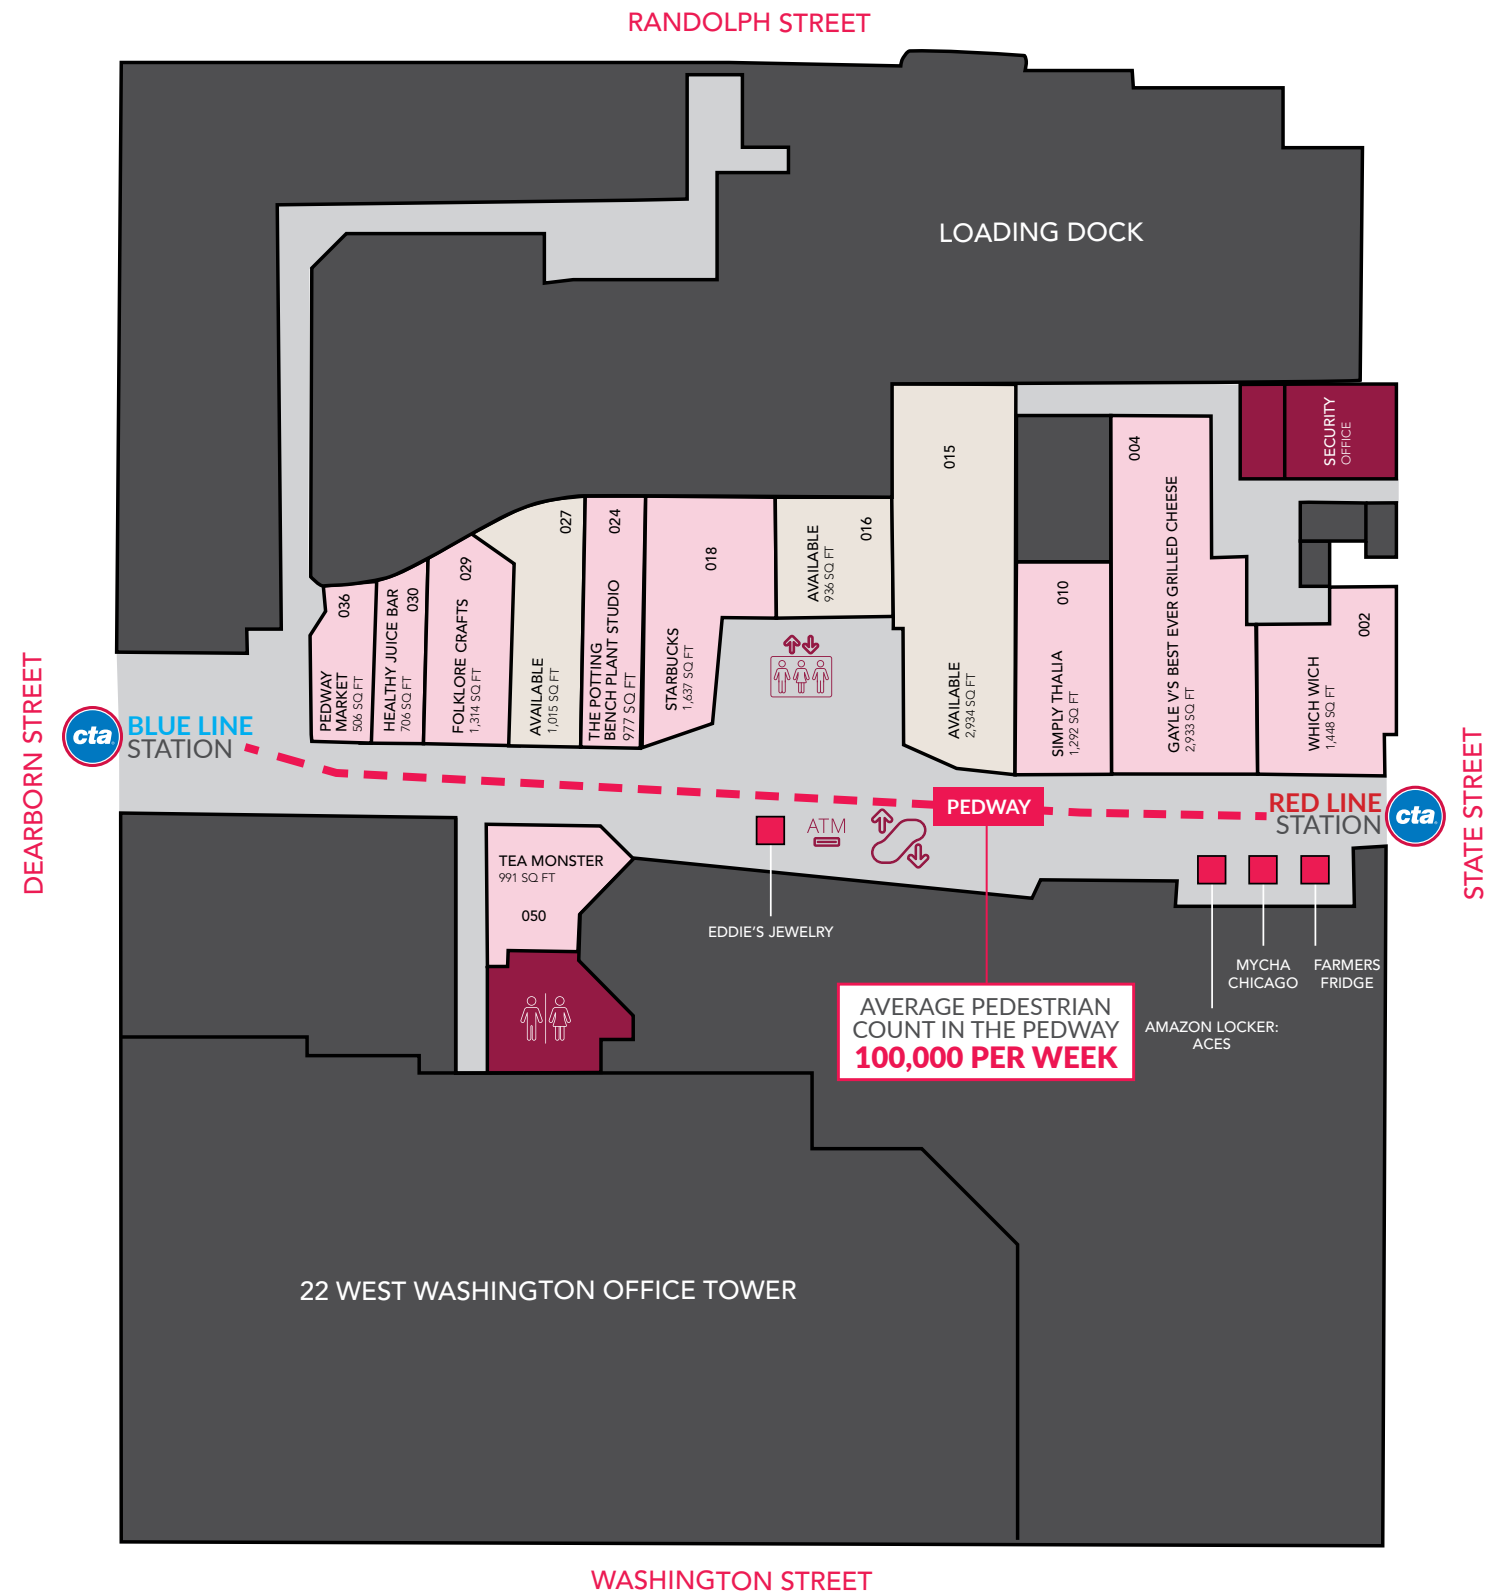 RANDOLPH STREET
LOADING DOCK
SECURITY
OFFICE
015
004
027
024
018
016
029
036
030
010
002
PEDWAY
MARKET
506 SQ FT
HEALTHY JUICE BAR
706 SQ FT
FOLKLORE CRAFTS
1,314 SQ FT
AVAILABLE
1,015 SQ FT
THE POTTING
BENCH PLANT STUDIO
977 SQ FT
STARBUCKS
1,637 SQ FT
AVAILABLE
936 SQ FT
AVAILABLE
2,934 SQ FT
SIMPLY THALIA
1,292 SQ FT
GAYLE V'S BEST EVER GRILLED CHEESE
2,933 SQ FT
WHICH WICH
1,448 SQ FT
DEARBORN STREET
cta
BLUE LINE
STATION
PEDWAY
RED LINE
STATION
cta
STATE STREET
ATM
TEA MONSTER
991 SQ FT
050
EDDIE'S JEWELRY
MYCHA
CHICAGO
FARMERS
FRIDGE
AMAZON LOCKER:
ACES
AVERAGE PEDESTRIAN
COUNT IN THE PEDWAY
100,000 PER WEEK
22 WEST WASHINGTON OFFICE TOWER
WASHINGTON STREET